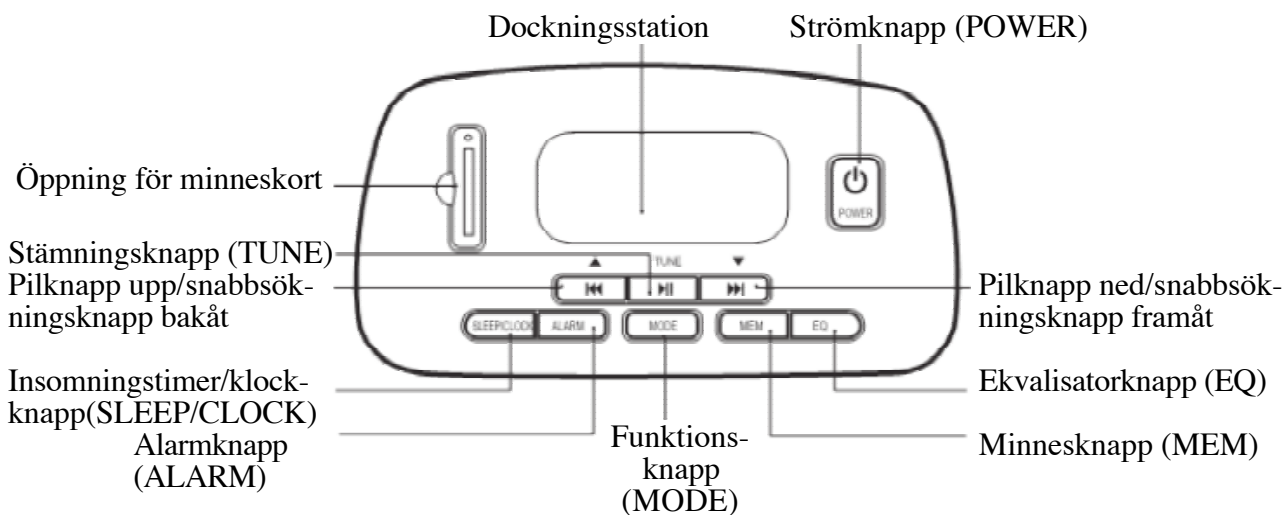 Dockningsstation
Strömknapp (POWER)
Öppning för minneskort
POWER
Stämningsknapp (TUNE)
TUNE
Pilknapp upp/snabbsök-
ningsknapp bakåt
Pilknapp ned/snabbsök-
ningsknapp framåt
SLEEP/CLOCK
ALARM
MODE
MEM
EQ
Insomningstimer/klock-
knapp(SLEEP/CLOCK)
Ekvalisatorknapp (EQ)
Alarmknapp
(ALARM)
Funktions-
knapp
(MODE)
Minnesknapp (MEM)